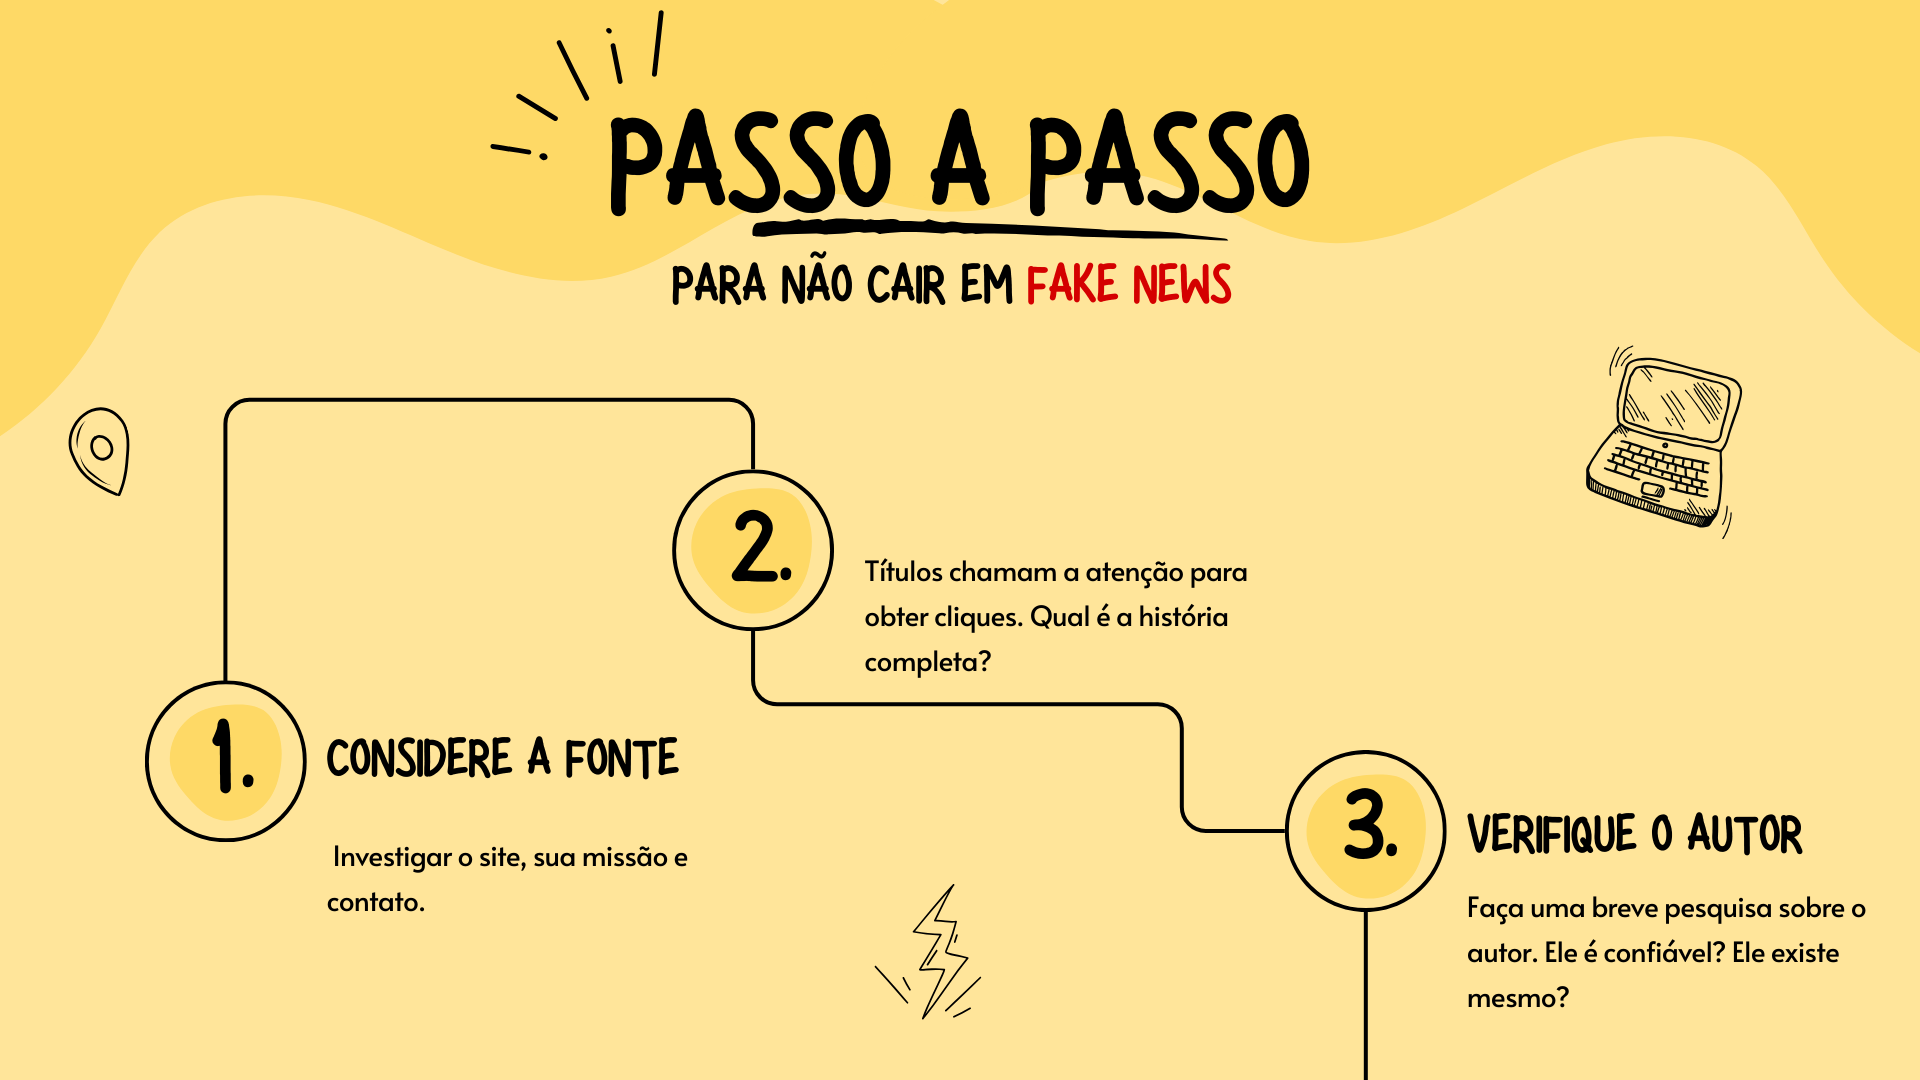 PASSO A PASSO
PARA NÃO CAIR EM FAKE NEWS
1.
CONSIDERE A FONTE
Investigar o site, sua missão e
contato.
2.
Títulos chamam a atenção para
obter cliques. Qual é a história
completa?
3.
VERIFIQUE O AUTOR
Faça uma breve pesquisa sobre o
autor. Ele é confiável? Ele existe
mesmo?